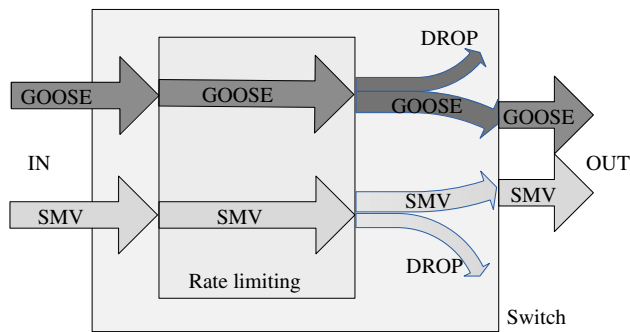 DROP
GOOSE
GOOSE
GOOSE
GOOSE
IN
OUT
SMV
SMV
SMV
SMV
DROP
Rate limiting
Switch